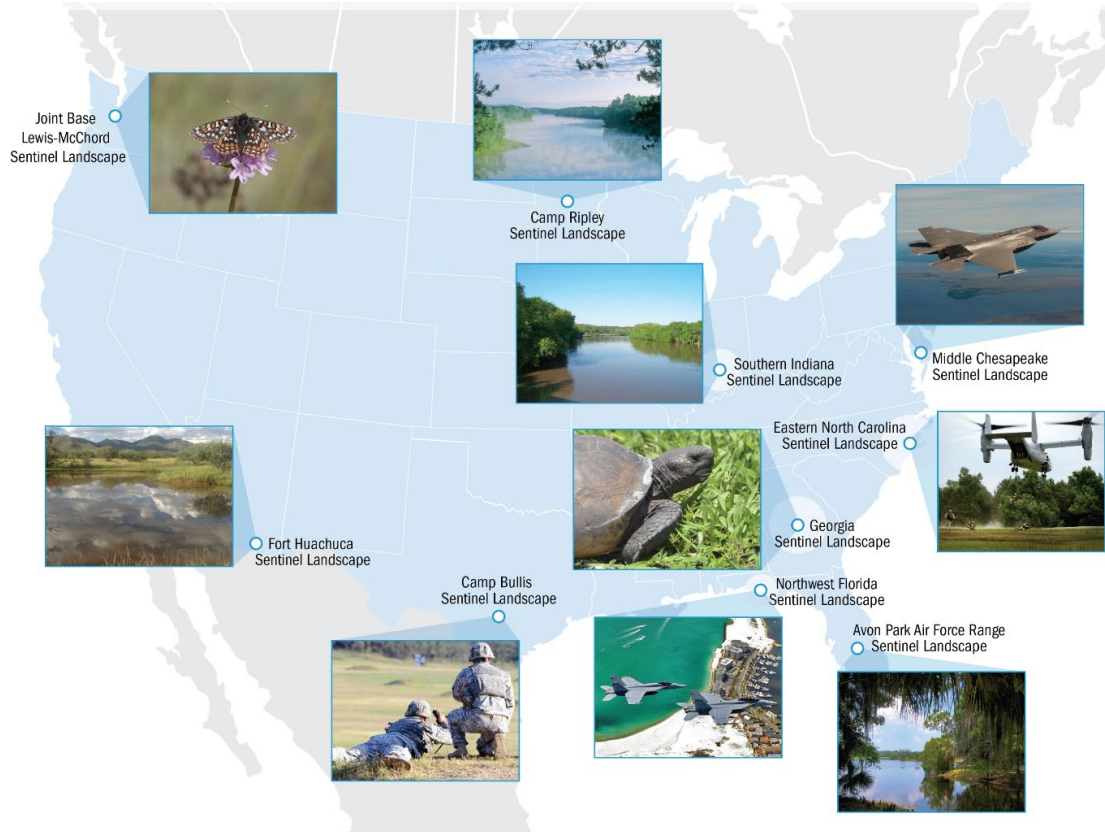 Joint Base
Lewis-McChord
Sentinel Landscape
Camp Ripley
Sentinel Landscape
Southern Indiana
Sentinel Landscape
Middle Chesapeake
Sentinel Landscape
Eastern North Carolina
Sentinel Landscape
Georgia
Sentinel Landscape
Fort Huachuca
Sentinel Landscape
Camp Bullis
Sentinel Landscape
Northwest Florida
Sentinel Landscape
Avon Park Air Force Range
Sentinel Landscape